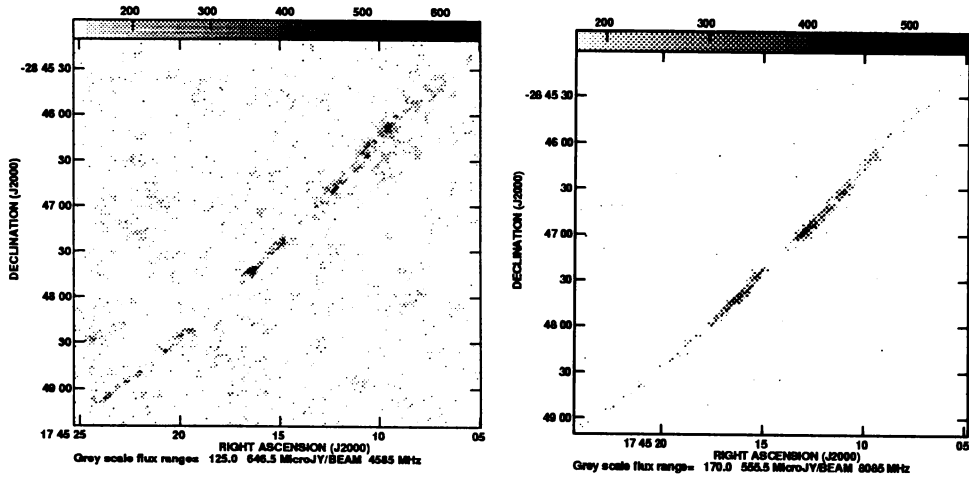 200 300 400 500 600
-28 45 30
46 00
30
47 00
30
48 00
30
49 00
DECLINATION (J2000)
17 45 25 20 15 10 05
RIGHT ASCENSION (J2000)
Grey scale flux range= 125.0 646.5 MicroJY/BEAM 4585 MHz
200 300 400 500
-28 45 30
46 00
30
47 00
30
48 00
30
49 00
DECLINATION (J2000)
17 45 20 15 10 05
RIGHT ASCENSION (J2000)
Grey scale flux range= 170.0 555.5 MicroJY/BEAM 8085 MHz